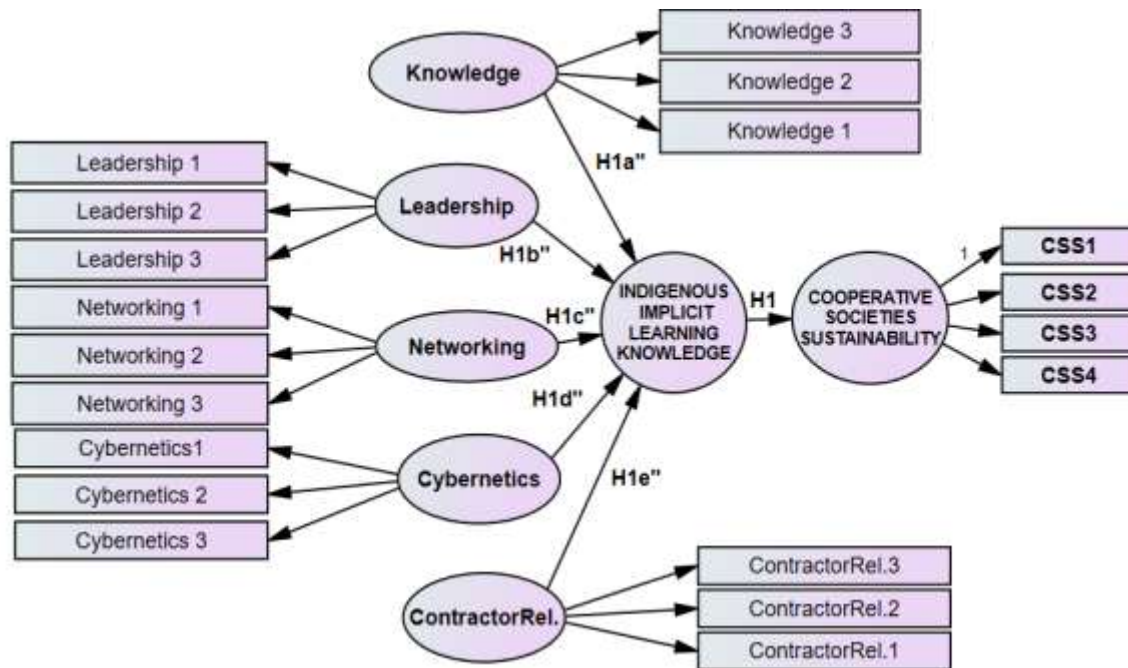 Knowledge
Knowledge 3
Knowledge 2
Knowledge 1
H1a"
Leadership 1
Leadership 2
Leadership 3
Leadership
H1b"
Networking 1
Networking 2
Networking 3
Networking
H1c"
Cybernetics1
Cybernetics 2
Cybernetics 3
Cybernetics
H1d"
ContractorRel.
H1e"
ContractorRel.3
ContractorRel.2
ContractorRel.1
INDIGENOUS
IMPLICIT
LEARNING
KNOWLEDGE
H1
COOPERATIVE
SOCIETIES
SUSTAINABILITY
1
CSS1
CSS2
CSS3
CSS4